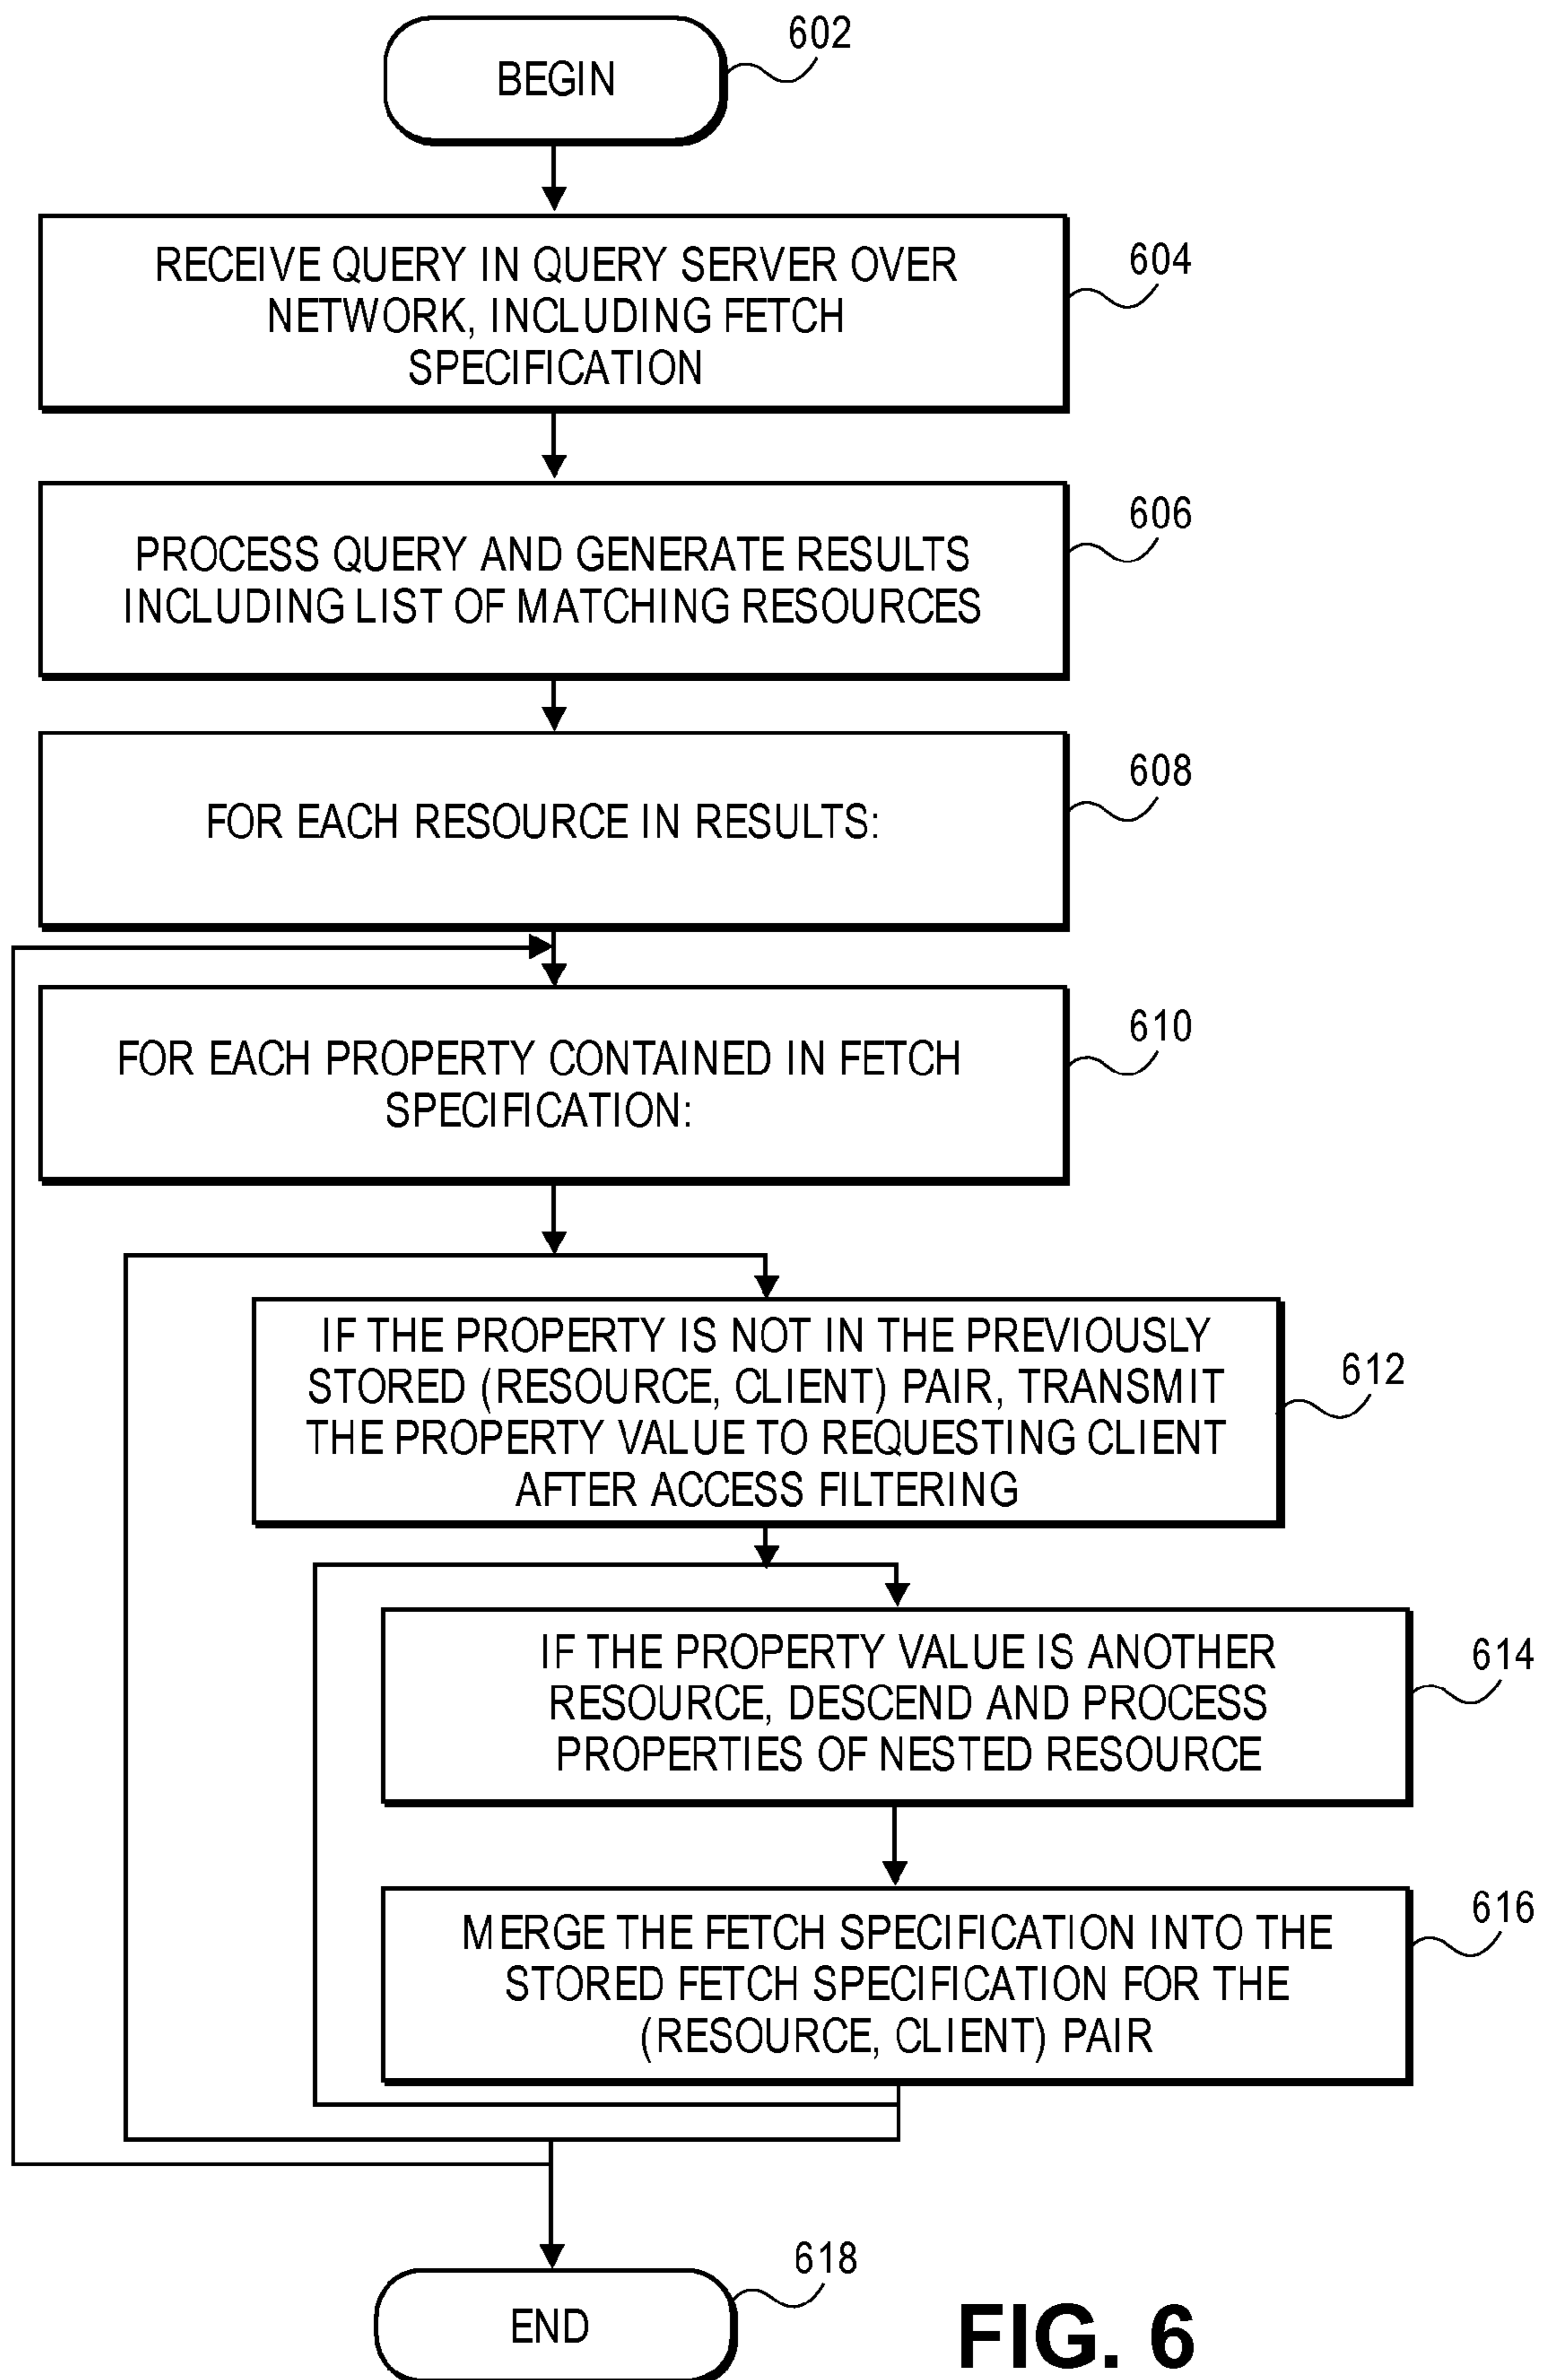 BEGIN
602
RECEIVE QUERY IN QUERY SERVER OVER
NETWORK, INCLUDING FETCH
SPECIFICATION
604
PROCESS QUERY AND GENERATE RESULTS
INCLUDING LIST OF MATCHING RESOURCES
606
FOR EACH RESOURCE IN RESULTS:
608
FOR EACH PROPERTY CONTAINED IN FETCH
SPECIFICATION:
610
IF THE PROPERTY IS NOT IN THE PREVIOUSLY
STORED (RESOURCE, CLIENT) PAIR, TRANSMIT
THE PROPERTY VALUE TO REQUESTING CLIENT
AFTER ACCESS FILTERING
612
IF THE PROPERTY VALUE IS ANOTHER
RESOURCE, DESCEND AND PROCESS
PROPERTIES OF NESTED RESOURCE
614
MERGE THE FETCH SPECIFICATION INTO THE
STORED FETCH SPECIFICATION FOR THE
(RESOURCE, CLIENT) PAIR
616
END
618
FIG. 6